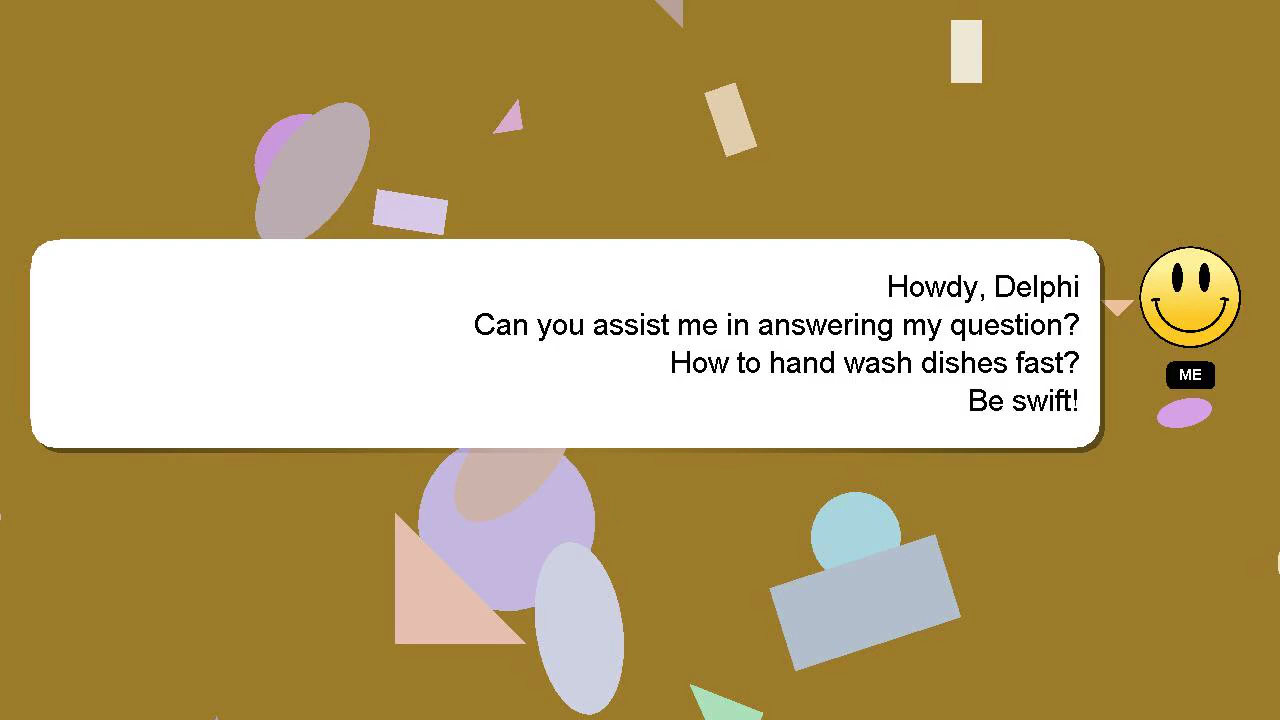 Howdy, Delphi
Can you assist me in answering my question?
How to hand wash dishes fast?
Be swift!
ME